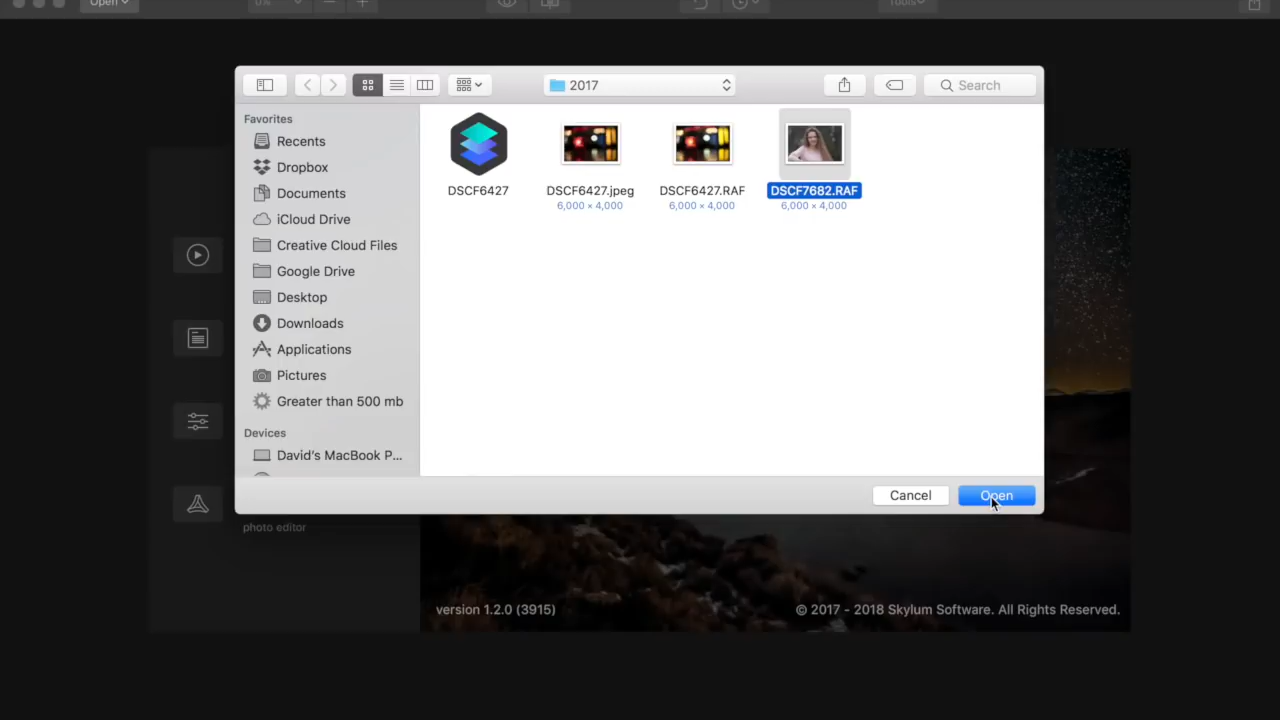 Open
0%
Tools
2017
Search
Favorites
Recents
Dropbox
Documents
iCloud Drive
Creative Cloud Files
Google Drive
Desktop
Downloads
Applications
Pictures
Greater than 500 mb
Devices
David's MacBook P...
DSCF6427
DSCF6427.jpeg
6,000 × 4,000
DSCF6427.RAF
6,000 × 4,000
DSCF7682.RAF
6,000 × 4,000
Cancel
Open
photo editor
version 1.2.0 (3915)
© 2017 - 2018 Skylum Software. All Rights Reserved.